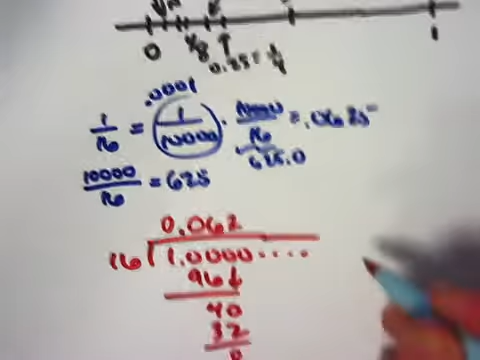 0 1/8 1
0.25 = 1/4
.0001
1/16 = (1/10000) · 10000/16 = .0625
625.0
10000/16 = 625
0.062
16 1.0000....
96
40
32